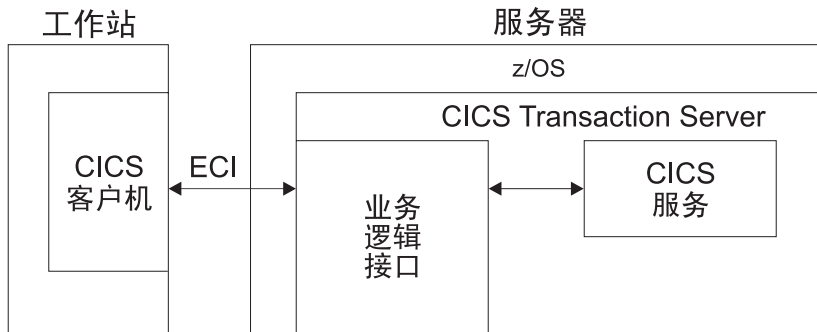 工作站
服务器
z/OS
CICS Transaction Server
CICS
客户机
ECI
业务
逻辑
接口
CICS
服务